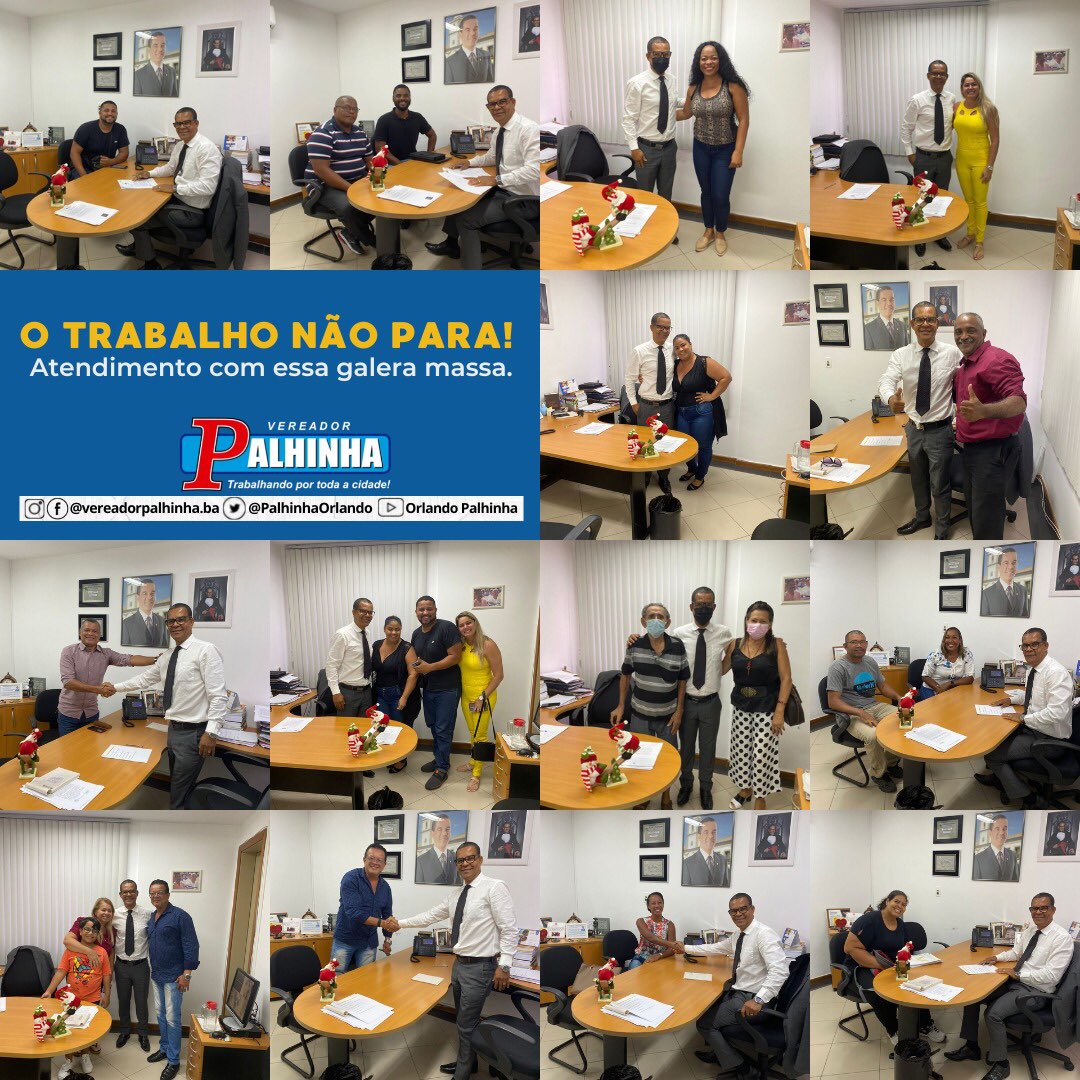 O TRABALHO NÃO PARA!
Atendimento com essa galera massa.
VEREADOR
PALHINHA
Trabalhando por toda a cidade!
@vereadorpalhinha.ba @PalhinhaOrlando Orlando Palhinha